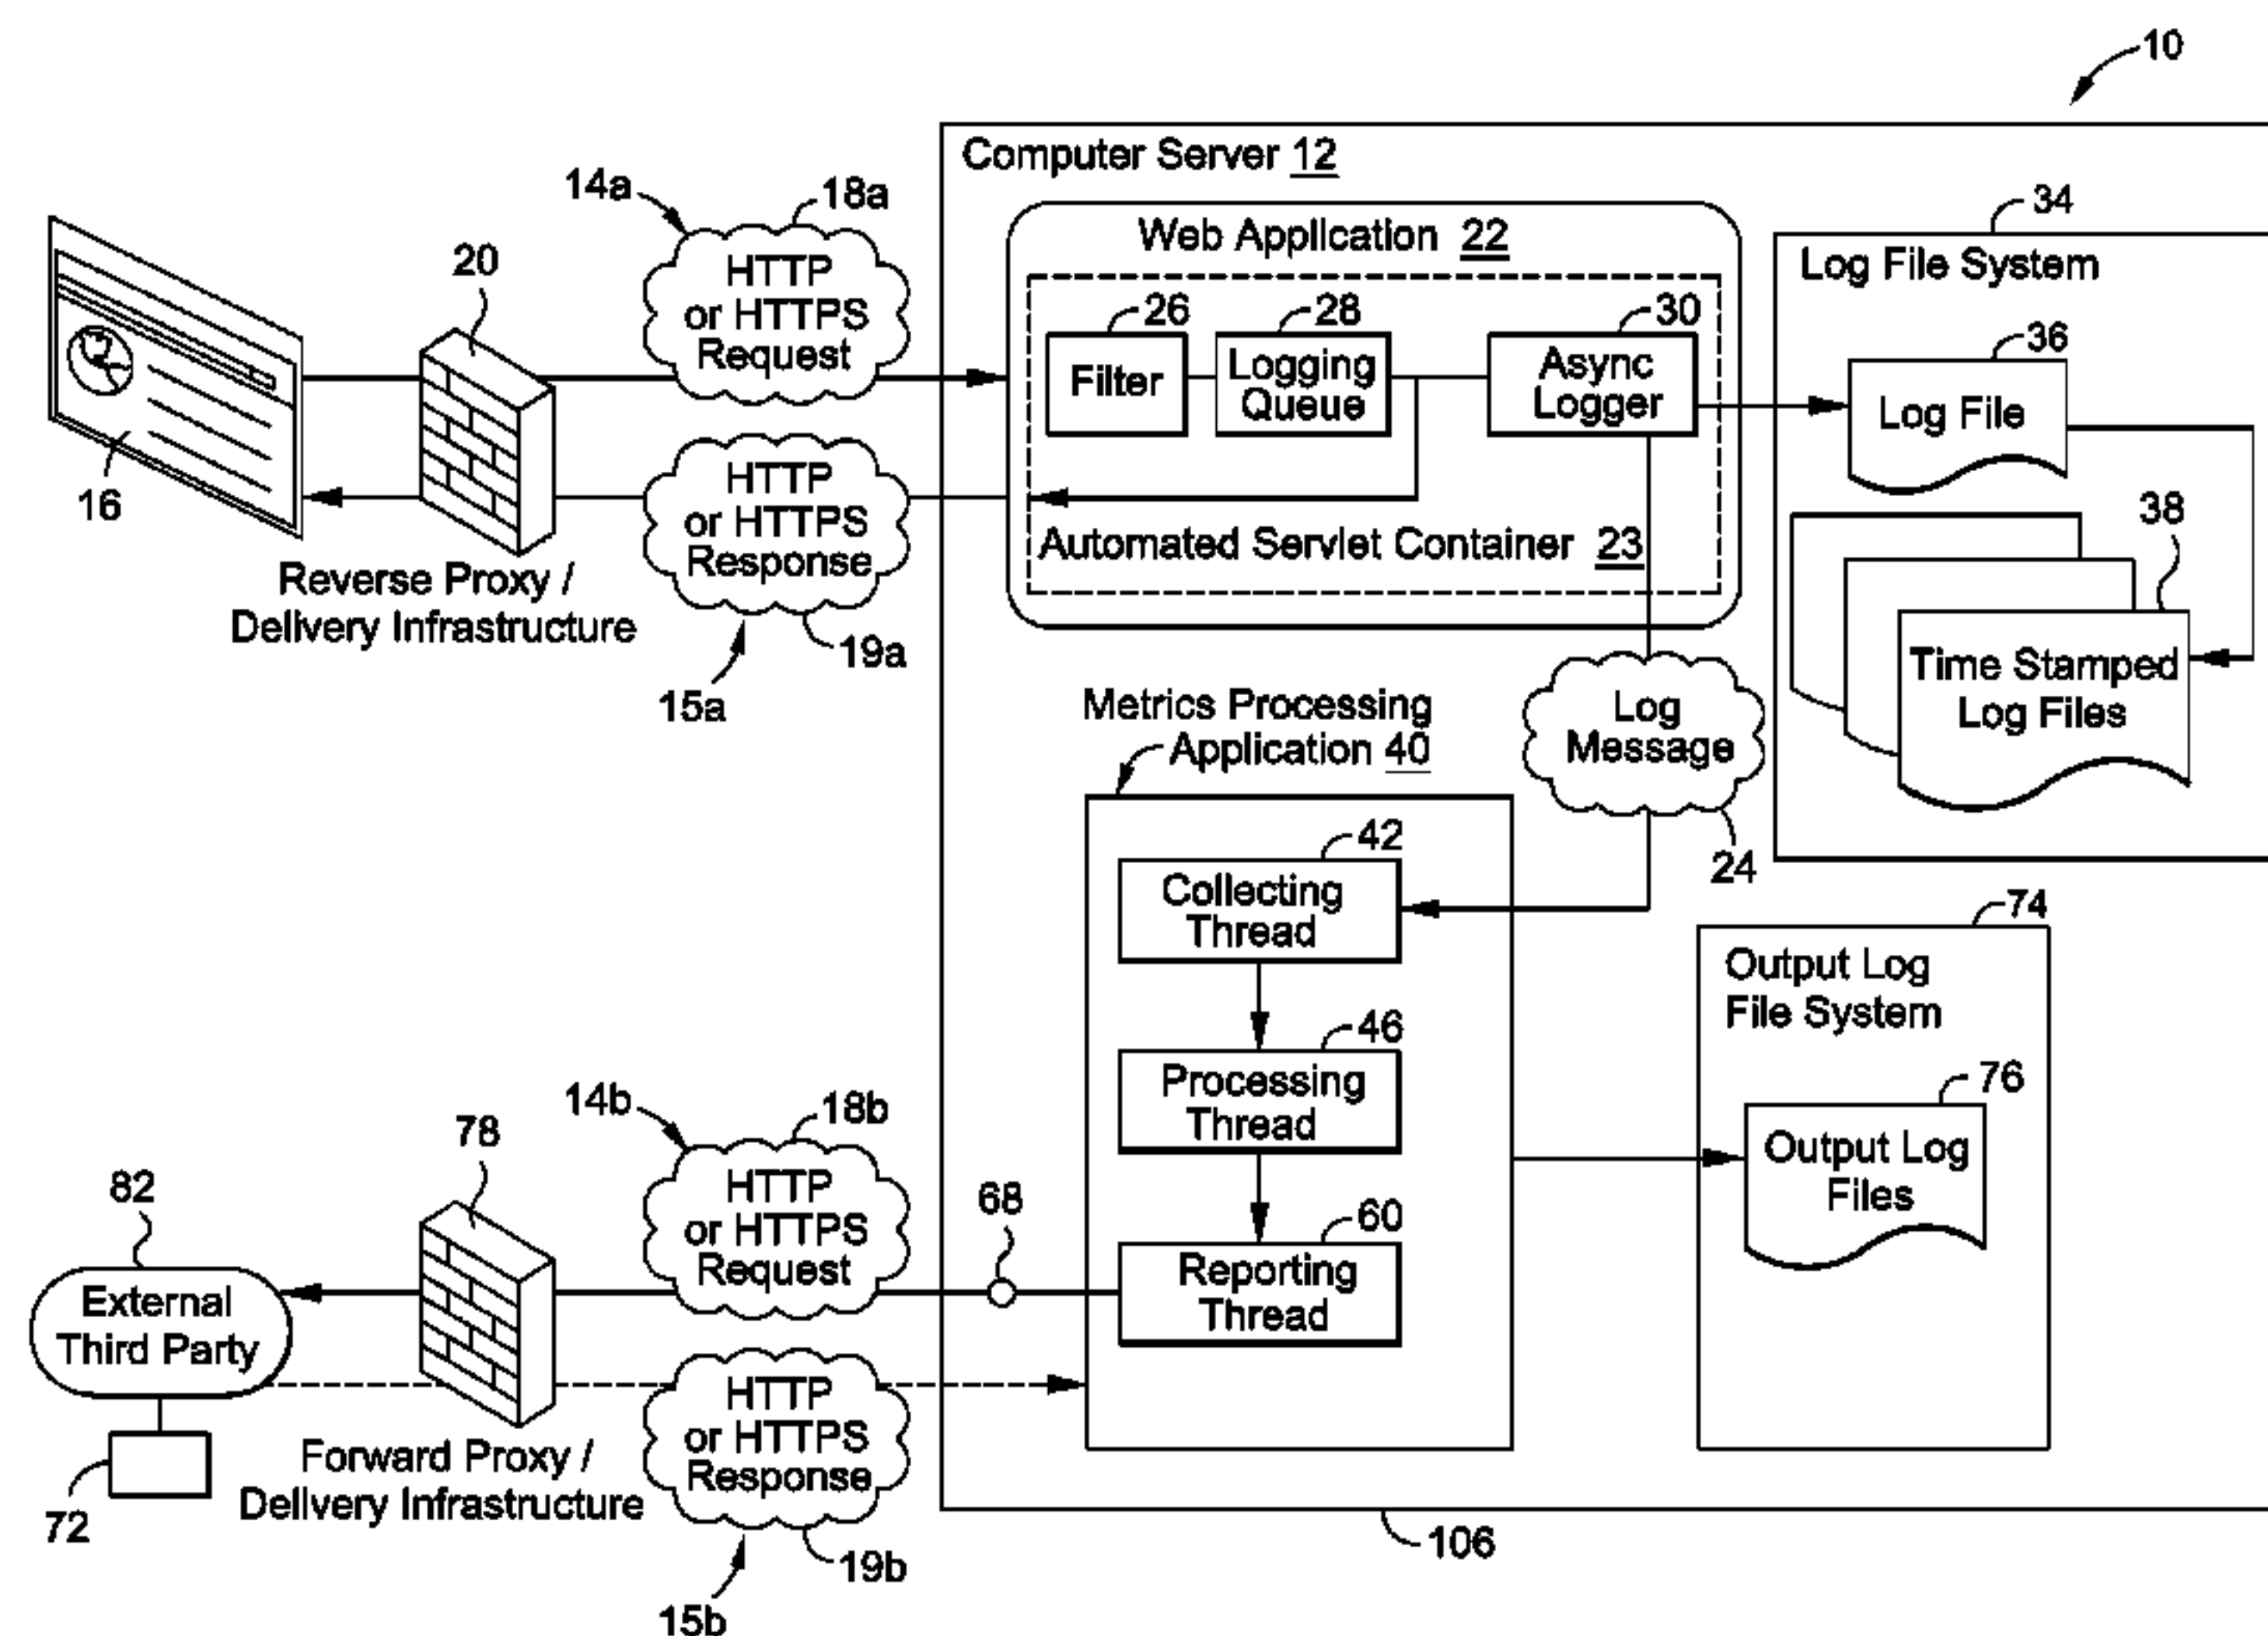 10
Computer Server 12
14a
18a
HTTP
or HTTPS
Request
20
16
Reverse Proxy /
Delivery Infrastructure
HTTP
or HTTPS
Response
19a
15a
Web Application 22
26
Filter
28
Logging
Queue
30
Async
Logger
Automated Servlet Container 23
34
Log File System
36
Log File
38
Time Stamped
Log Files
Log
Message
24
Metrics Processing
Application 40
42
Collecting
Thread
46
Processing
Thread
60
Reporting
Thread
68
74
Output Log
File System
76
Output Log
Files
14b
18b
HTTP
or HTTPS
Request
78
82
External
Third Party
72
Forward Proxy /
Delivery Infrastructure
HTTP
or HTTPS
Response
19b
15b
106